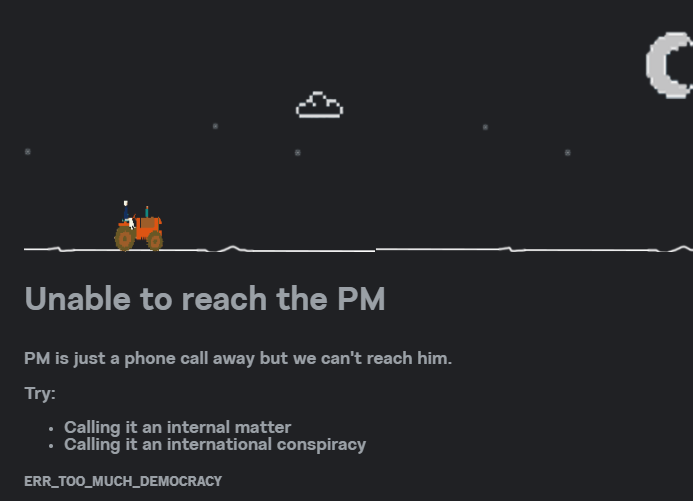 Unable to reach the PM
PM is just a phone call away but we can't reach him.
Try:
• Calling it an internal matter
• Calling it an international conspiracy
ERR_TOO_MUCH_DEMOCRACY